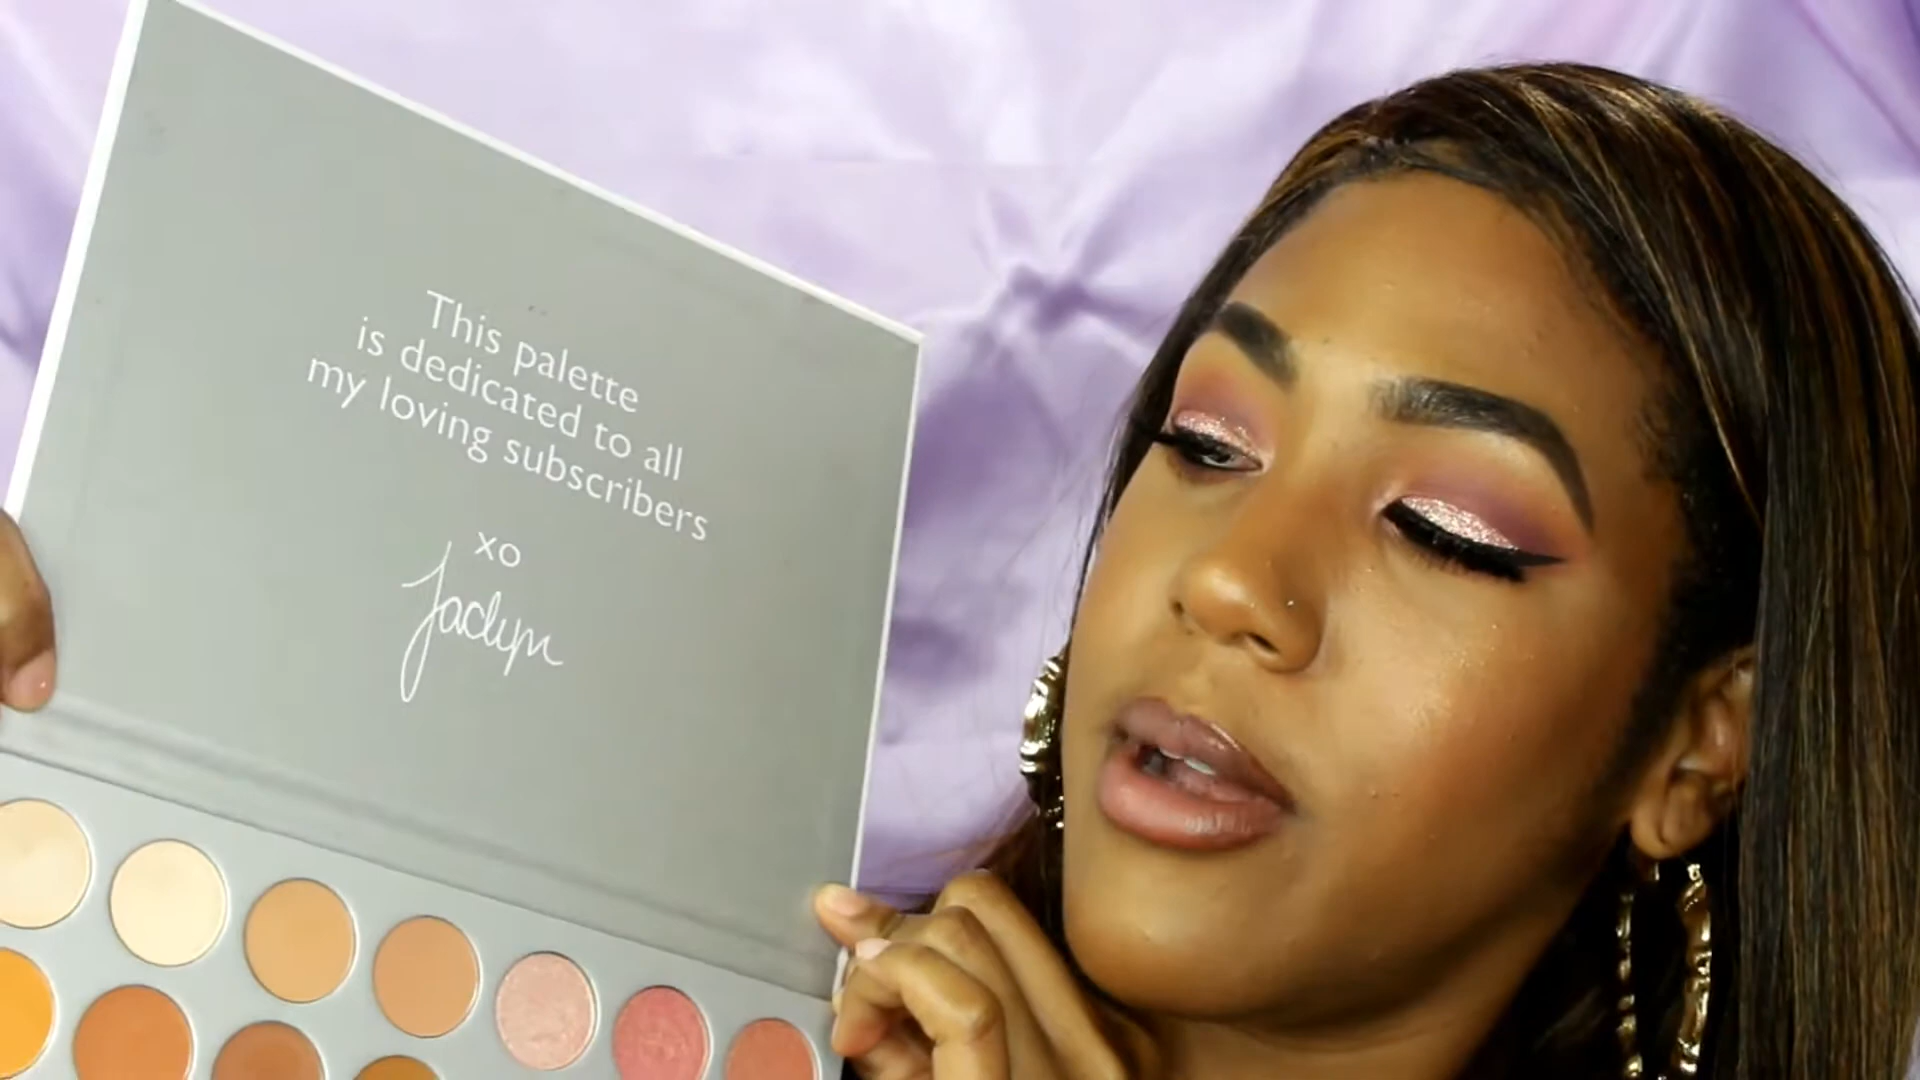 This palette
is dedicated to all
my loving subscribers
xo
Jaclyn